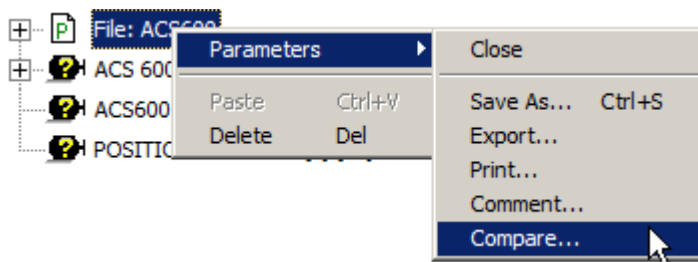 File: ACS600
ACS 600
ACS600
POSITIO
Parameters
Paste Ctrl+V
Delete Del
Close
Save As... Ctrl+S
Export...
Print...
Comment...
Compare...